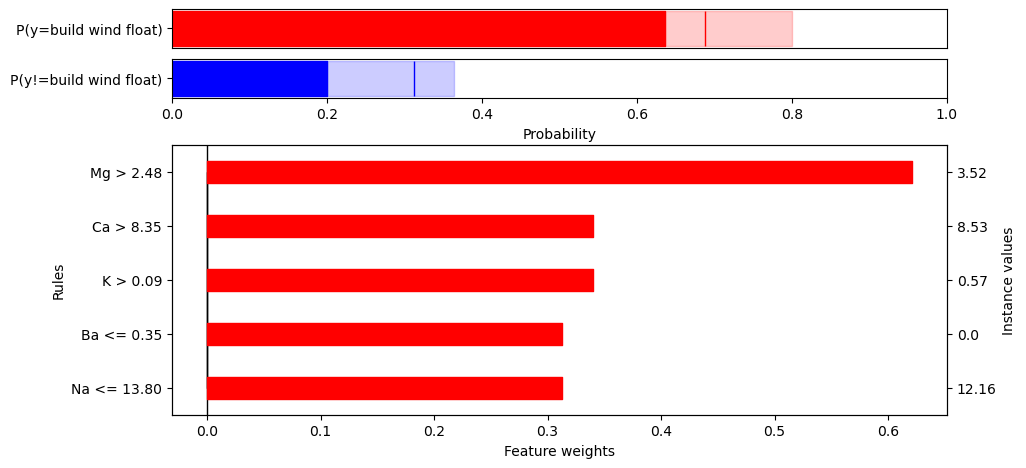 P(y=build wind float)
P(y!=build wind float)
0.0 0.2 0.4 0.6 0.8 1.0
Probability
Mg > 2.48 3.52
Ca > 8.35 8.53
K > 0.09 0.57
Ba <= 0.35 0.0
Na <= 13.80 12.16
Rules
Instance values
0.0 0.1 0.2 0.3 0.4 0.5 0.6
Feature weights